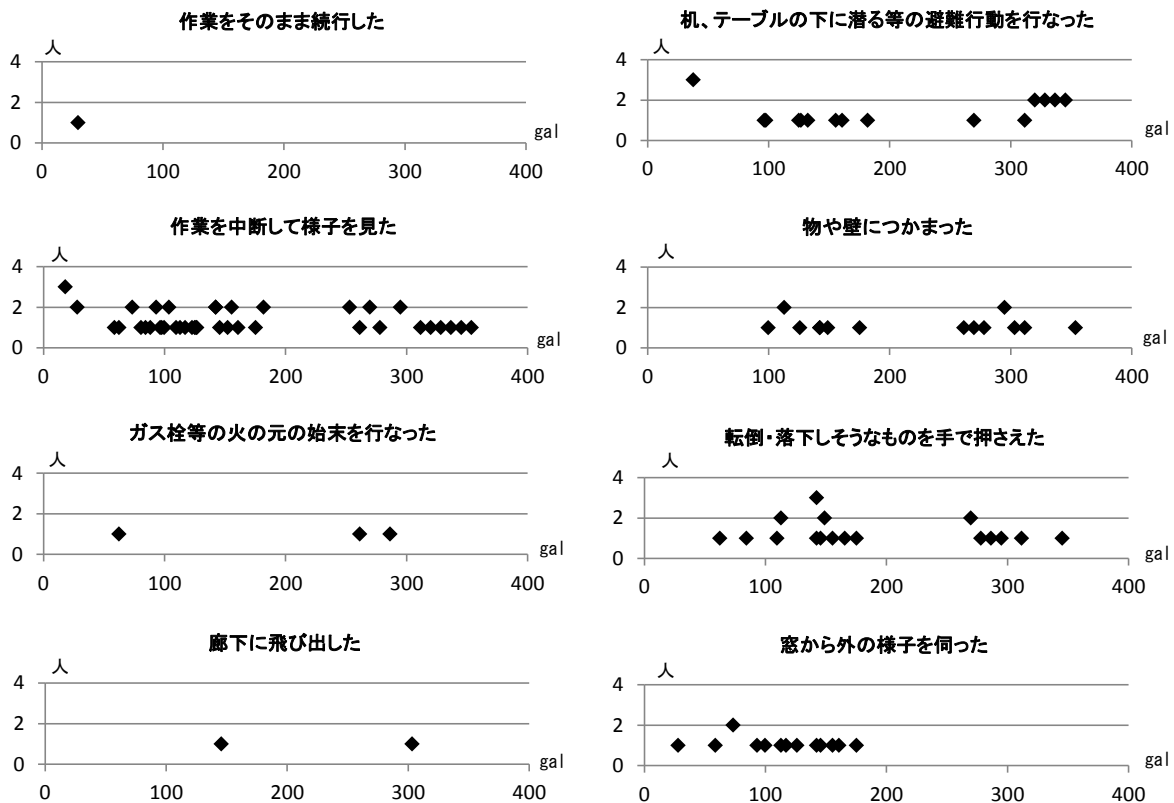 作業をそのまま続行した
人
4
2
0
gal
0 100 200 300 400
机、テーブルの下に潜る等の避難行動を行なった
人
4
2
0
gal
0 100 200 300 400
作業を中断して様子を見た
人
4
2
0
gal
0 100 200 300 400
物や壁につかまった
人
4
2
0
gal
0 100 200 300 400
ガス栓等の火の元の始末を行なった
人
4
2
0
gal
0 100 200 300 400
転倒・落下しそうなものを手で押さえた
人
4
2
0
gal
0 100 200 300 400
廊下に飛び出した
人
4
2
0
gal
0 100 200 300 400
窓から外の様子を伺った
人
4
2
0
gal
0 100 200 300 400